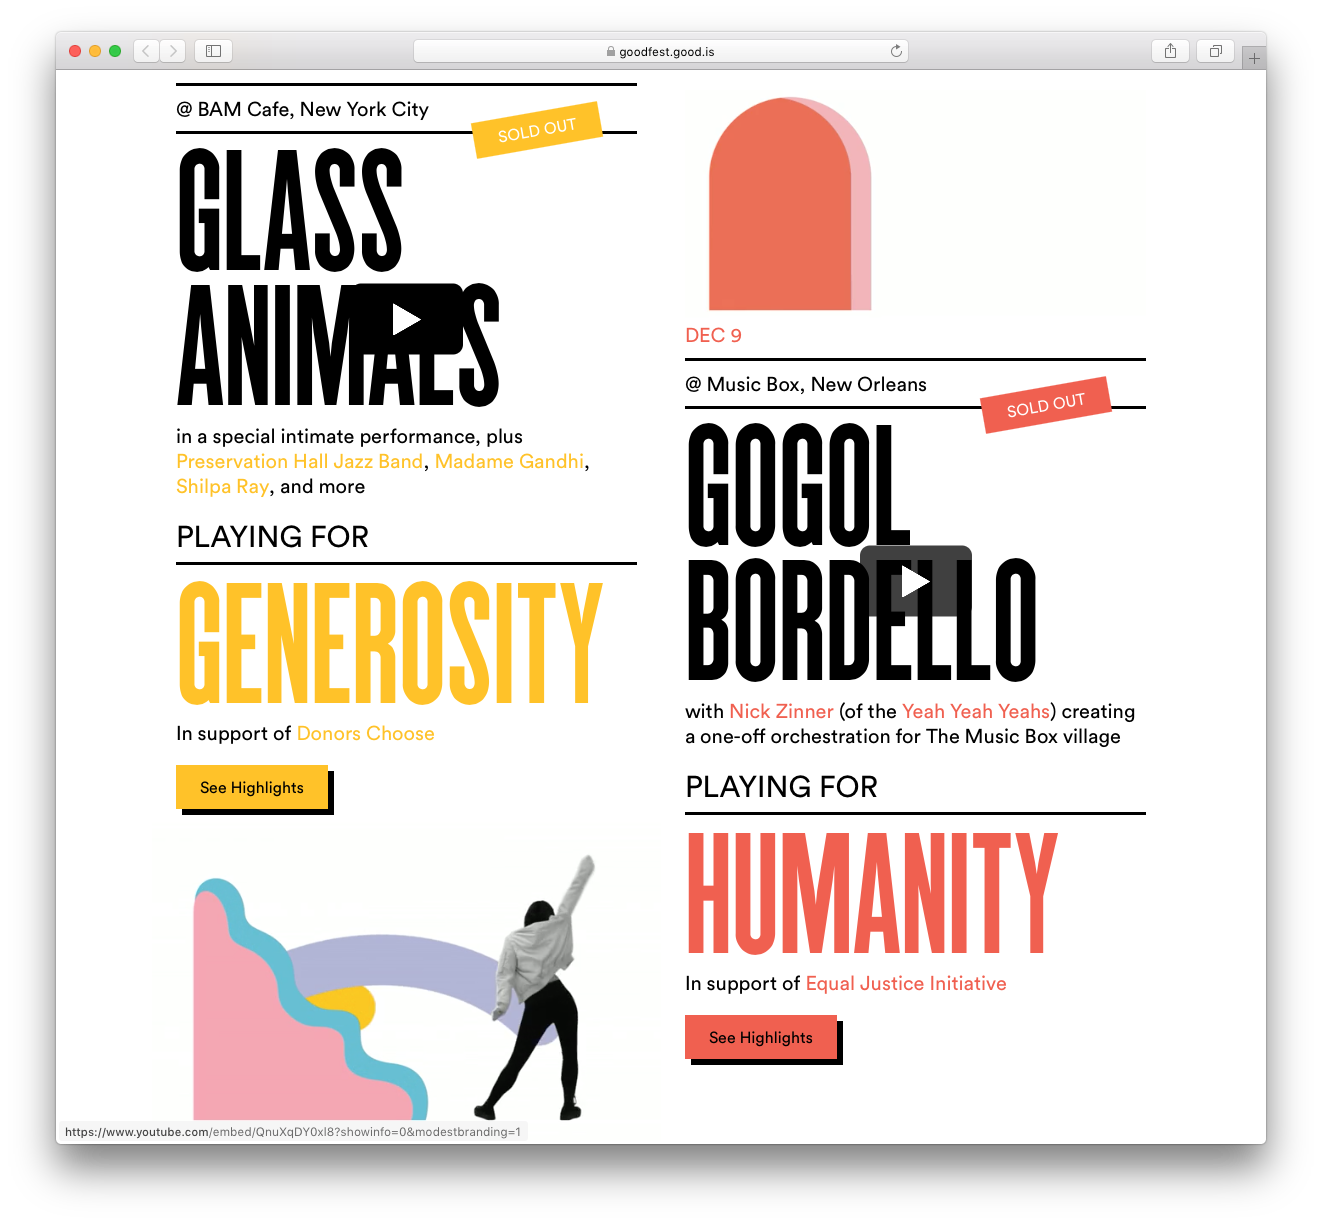 goodfest.good.is
@ BAM Cafe, New York City
SOLD OUT
GLASS
ANIMALS
in a special intimate performance, plus
Preservation Hall Jazz Band, Madame Gandhi,
Shilpa Ray, and more
PLAYING FOR
GENEROSITY
In support of Donors Choose
See Highlights
DEC 9
@ Music Box, New Orleans
SOLD OUT
GOGOL
BORDELLO
with Nick Zinner (of the Yeah Yeah Yeahs) creating
a one-off orchestration for The Music Box village
PLAYING FOR
HUMANITY
In support of Equal Justice Initiative
See Highlights
https://www.youtube.com/embed/QnuXqDY0xI8?showinfo=0&modestbranding=1